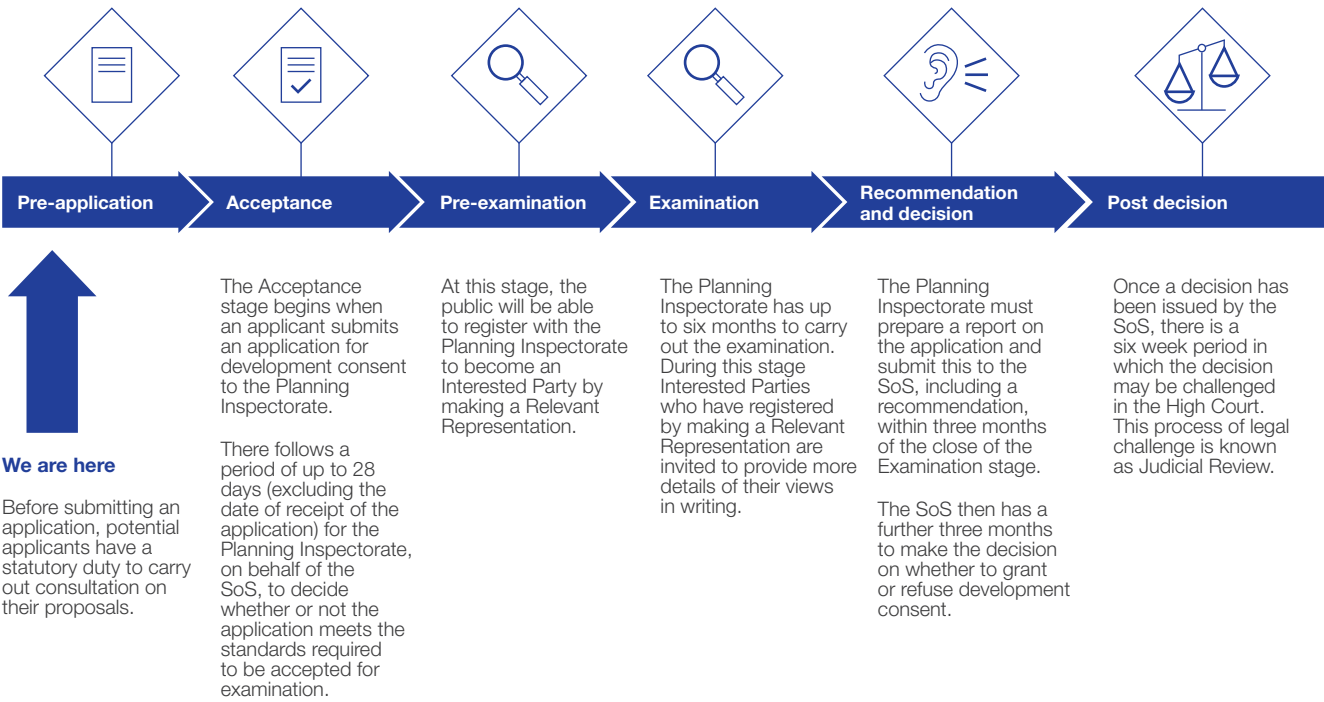 Pre-application
Acceptance
Pre-examination
Examination
Recommendation
and decision
Post decision
We are here
Before submitting an
application, potential
applicants have a
statutory duty to carry
out consultation on
their proposals.
The Acceptance
stage begins when
an applicant submits
an application for
development consent
to the Planning
Inspectorate.
There follows a
period of up to 28
days (excluding the
date of receipt of the
application) for the
Planning Inspectorate,
on behalf of the
SoS, to decide
whether or not the
application meets the
standards required
to be accepted for
examination.
At this stage, the
public will be able
to register with the
Planning Inspectorate
to become an
Interested Party by
making a Relevant
Representation.
The Planning
Inspectorate has up
to six months to carry
out the examination.
During this stage
Interested Parties
who have registered
by making a Relevant
Representation are
invited to provide more
details of their views
in writing.
The Planning
Inspectorate must
prepare a report on
the application and
submit this to the
SoS, including a
recommendation,
within three months
of the close of the
Examination stage.
The SoS then has a
further three months
to make the decision
on whether to grant
or refuse development
consent.
Once a decision has
been issued by the
SoS, there is a
six week period in
which the decision
may be challenged
in the High Court.
This process of legal
challenge is known
as Judicial Review.